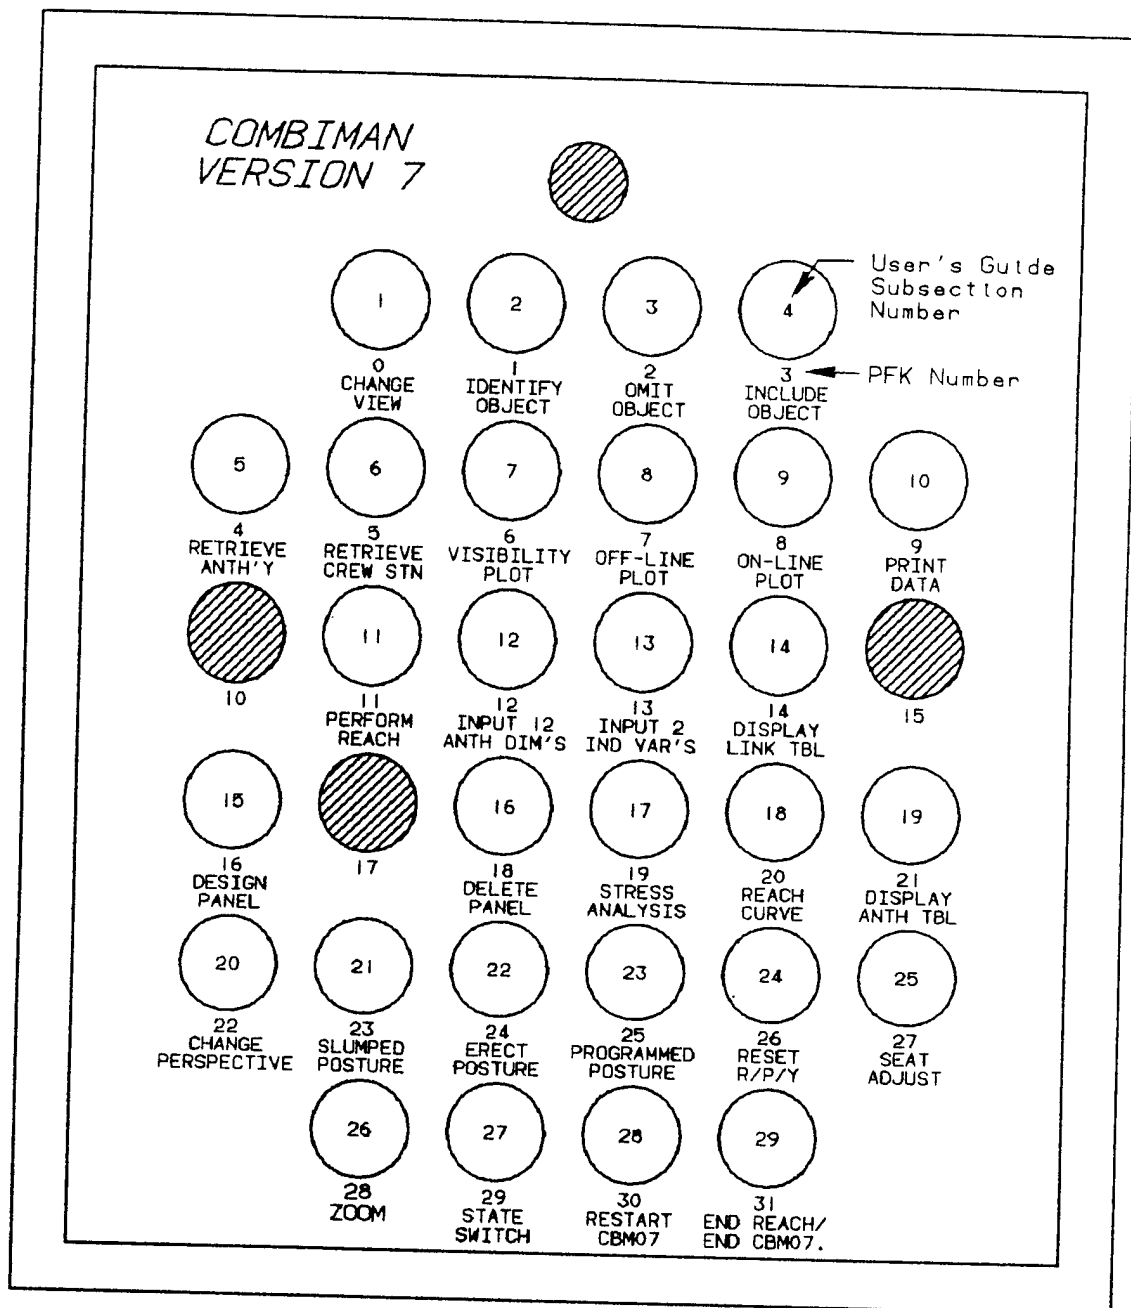 COMBIMAN
VERSION 7
1 2 3 4
User's Guide
Subsection
Number
0 1 2 3 PFK Number
CHANGE IDENTIFY OMIT INCLUDE
VIEW OBJECT OBJECT OBJECT
5 6 7 8 9 10
4 5 6 7 8 9
RETRIEVE RETRIEVE VISIBILITY OFF-LINE ON-LINE PRINT
ANTH'Y CREW STN PLOT PLOT PLOT DATA
11 12 13 14
10 11 12 13 14 15
PERFORM INPUT 12 INPUT 2 DISPLAY
REACH ANTH DIM'S IND VAR'S LINK TBL
15 16 17 18 19
16 17 18 19 20 21
DESIGN DELETE STRESS REACH DISPLAY
PANEL PANEL ANALYSIS CURVE ANTH TBL
20 21 22 23 24 25
22 23 24 25 26 27
CHANGE SLUMPED ERECT PROGRAMMED RESET SEAT
PERSPECTIVE POSTURE POSTURE POSTURE R/P/Y ADJUST
26 27 28 29
28 29 30 31
ZOOM STATE RESTART END REACH/
SWITCH CBM07 END CBM07.